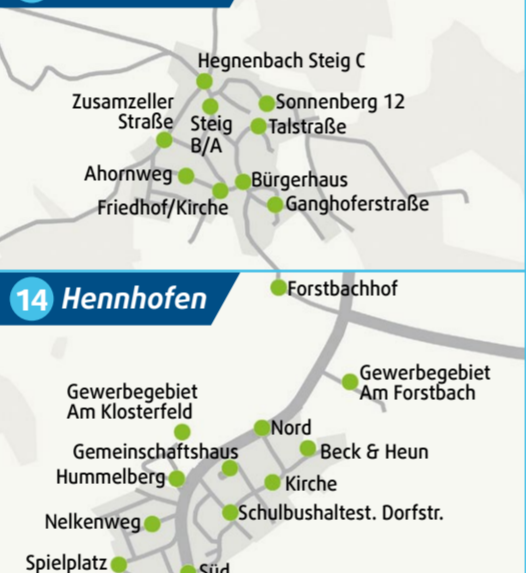 Hegnenbach Steig C
Zusamzeller
Straße
Steig
B/A
Sonnenberg 12
Talstraße
Ahornweg
Bürgerhaus
Friedhof/Kirche
Ganghoferstraße
14 Hennhofen
Forstbachhof
Gewerbegebiet
Am Forstbach
Gewerbegebiet
Am Klosterfeld
Nord
Gemeinschaftshaus
Beck & Heun
Hummelberg
Kirche
Nelkenweg
Schulbushaltest. Dorfstr.
Spielplatz
Süd